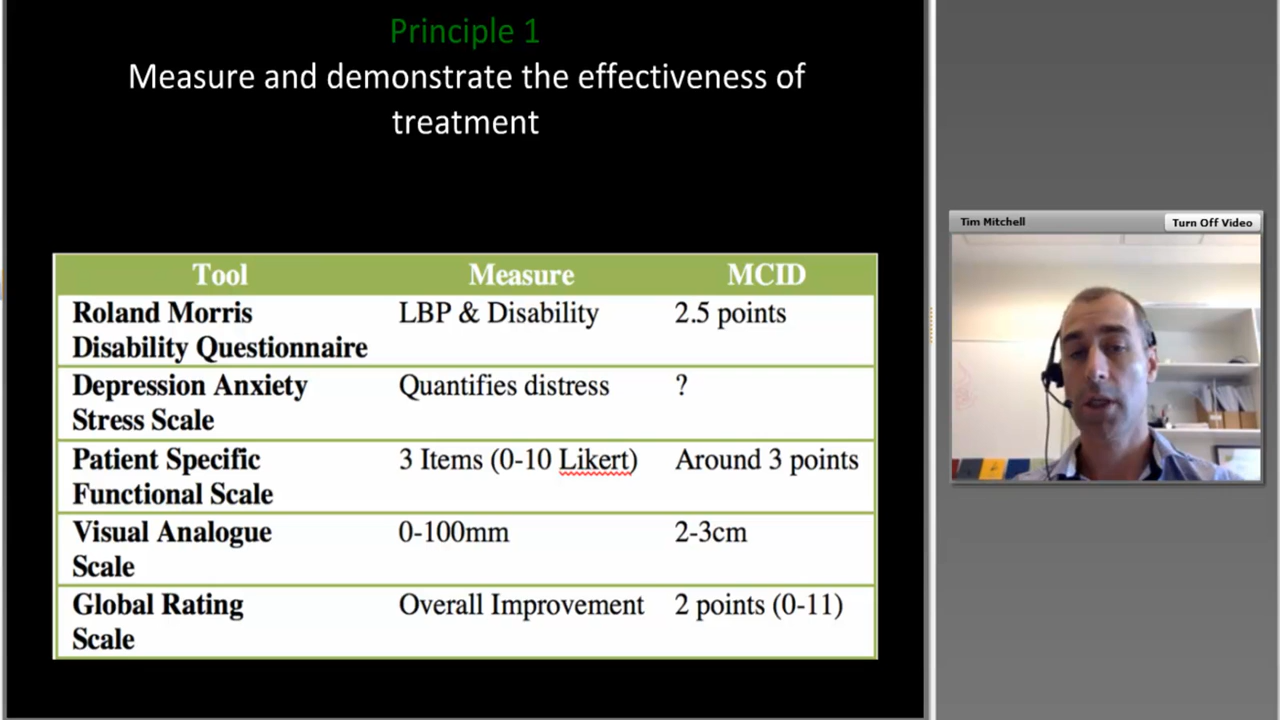 Principle 1
Measure and demonstrate the effectiveness of
treatment
Tool Measure MCID
Roland Morris LBP & Disability 2.5 points
Disability Questionnaire
Depression Anxiety Quantifies distress ?
Stress Scale
Patient Specific 3 Items (0-10 Likert) Around 3 points
Functional Scale
Visual Analogue 0-100mm 2-3cm
Scale
Global Rating Overall Improvement 2 points (0-11)
Scale
Tim Mitchell Turn Off Video